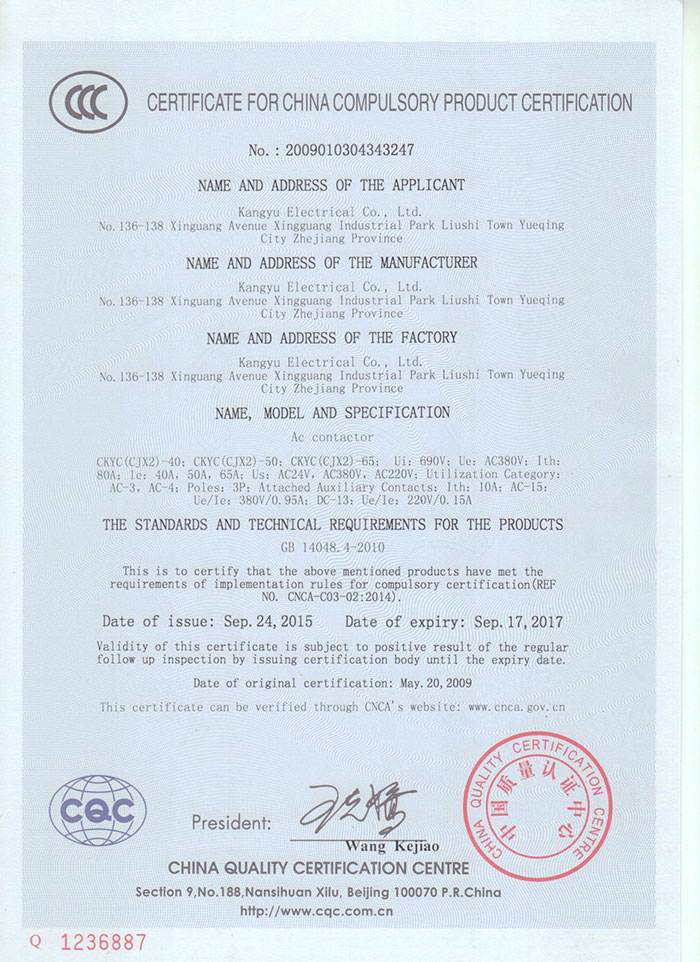 CCC
CERTIFICATE FOR CHINA COMPULSORY PRODUCT CERTIFICATION
No.: 2009010304343247
NAME AND ADDRESS OF THE APPLICANT
Kangyu Electrical Co., Ltd.
No.136-138 Xinguang Avenue Xingguang Industrial Park Liushi Town Yueqing
City Zhejiang Province
NAME AND ADDRESS OF THE MANUFACTURER
Kangyu Electrical Co., Ltd.
No.136-138 Xinguang Avenue Xingguang Industrial Park Liushi Town Yueqing
City Zhejiang Province
NAME AND ADDRESS OF THE FACTORY
Kangyu Electrical Co., Ltd.
No.136-138 Xinguang Avenue Xingguang Industrial Park Liushi Town Yueqing
City Zhejiang Province
NAME, MODEL AND SPECIFICATION
Ac contactor
CKYC(CJX2)-40; CKYC(CJX2)-50; CKYC(CJX2)-65; Ui: 690V; Ue: AC380V; Ith:
80A; Ie: 40A, 50A, 65A; Us: AC24V, AC380V, AC220V; Utilization Category:
AC-3, AC-4; Poles: 3P; Attached Auxiliary Contacts: Ith: 10A; AC-15:
Ue/Ie: 380V/0.95A; DC-13: Ue/Ie: 220V/0.15A
THE STANDARDS AND TECHNICAL REQUIREMENTS FOR THE PRODUCTS
GB 14048.4-2010
This is to certify that the above mentioned products have met the
requirements of implementation rules for compulsory certification(REF
NO. CNCA-C03-02:2014).
Date of issue: Sep.24,2015 Date of expiry: Sep.17,2017
Validity of this certificate is subject to positive result of the regular
follow up inspection by issuing certification body until the expiry date.
Date of original certification: May.20,2009
This certificate can be verified through CNCA's website: www.cnca.gov.cn
CHINA QUALITY CERTIFICATION CENTRE
中国质量认证中心
CQC
President: 王克娇
Wang Kejiao
CHINA QUALITY CERTIFICATION CENTRE
Section 9,No.188,Nansihuan Xilu, Beijing 100070 P.R.China
http://www.cqc.com.cn
Q 1236887